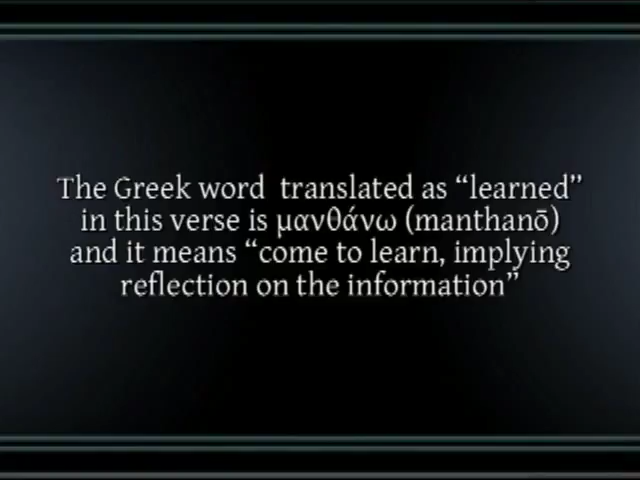 The Greek word  translated as “learned”
in this verse is μανθάνω (manthanō)
and it means “come to learn, implying
reflection on the information”